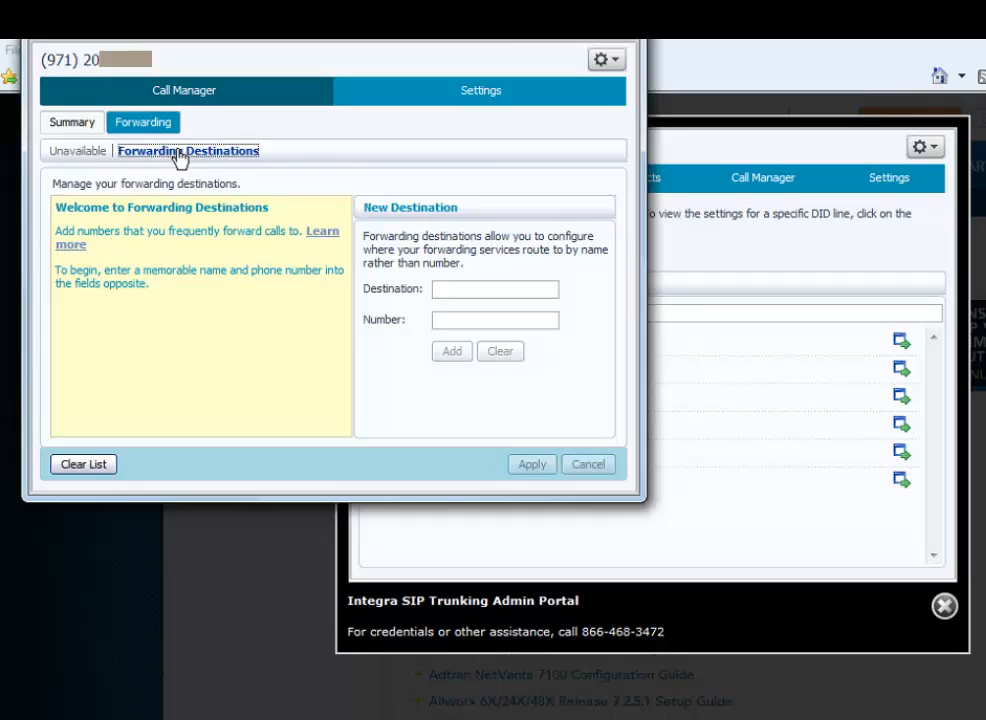 (971) 20
Call Manager
Settings
Summary
Forwarding
Unavailable
Forwarding Destinations
Manage your forwarding destinations.
Welcome to Forwarding Destinations
Add numbers that you frequently forward calls to. Learn
more
To begin, enter a memorable name and phone number into
the fields opposite.
New Destination
Forwarding destinations allow you to configure
where your forwarding services route to by name
rather than number.
Destination:
Number:
Add
Clear
Clear List
Apply
Cancel
cts
Call Manager
Settings
o view the settings for a specific DID line, click on the
Integra SIP Trunking Admin Portal
For credentials or other assistance, call 866-468-3472
Adtran NetVenta 7100 Configuration Guide
Allworx 6X/24X/48X Release 7.2.5.1 Setup Guide